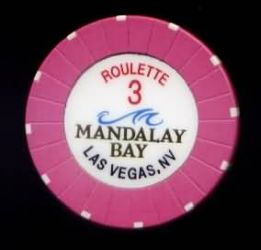 ROULETTE
3
MANDALAY
BAY
LAS VEGAS, NV